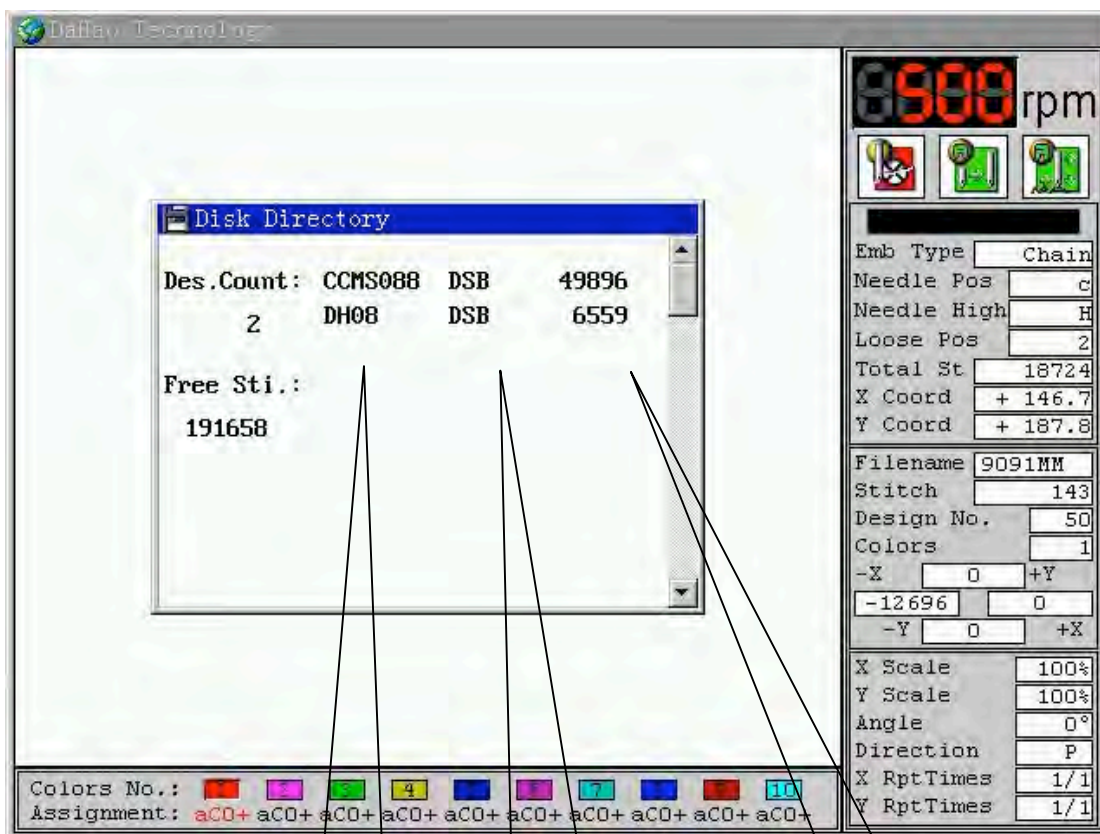 DaHao Technology
500 rpm
Disk Directory
Des.Count: CCMS088 DSB 49896
2 DH08 DSB 6559
Free Sti.:
191658
Emb Type Chain
Needle Pos c
Needle High H
Loose Pos 2
Total St 18724
X Coord + 146.7
Y Coord + 187.8
Filename 9091MM
Stitch 143
Design No. 50
Colors 1
-X 0 +Y
-12696 0
-Y 0 +X
X Scale 100%
Y Scale 100%
Angle 0°
Direction P
X RptTimes 1/1
Y RptTimes 1/1
Colors No.: 1 2 3 4 7 8 10
Assignment: aC0+ aC0+ aC0+ aC0+ aC0+ aC0+ aC0+ aC0+ aC0+ aC0+